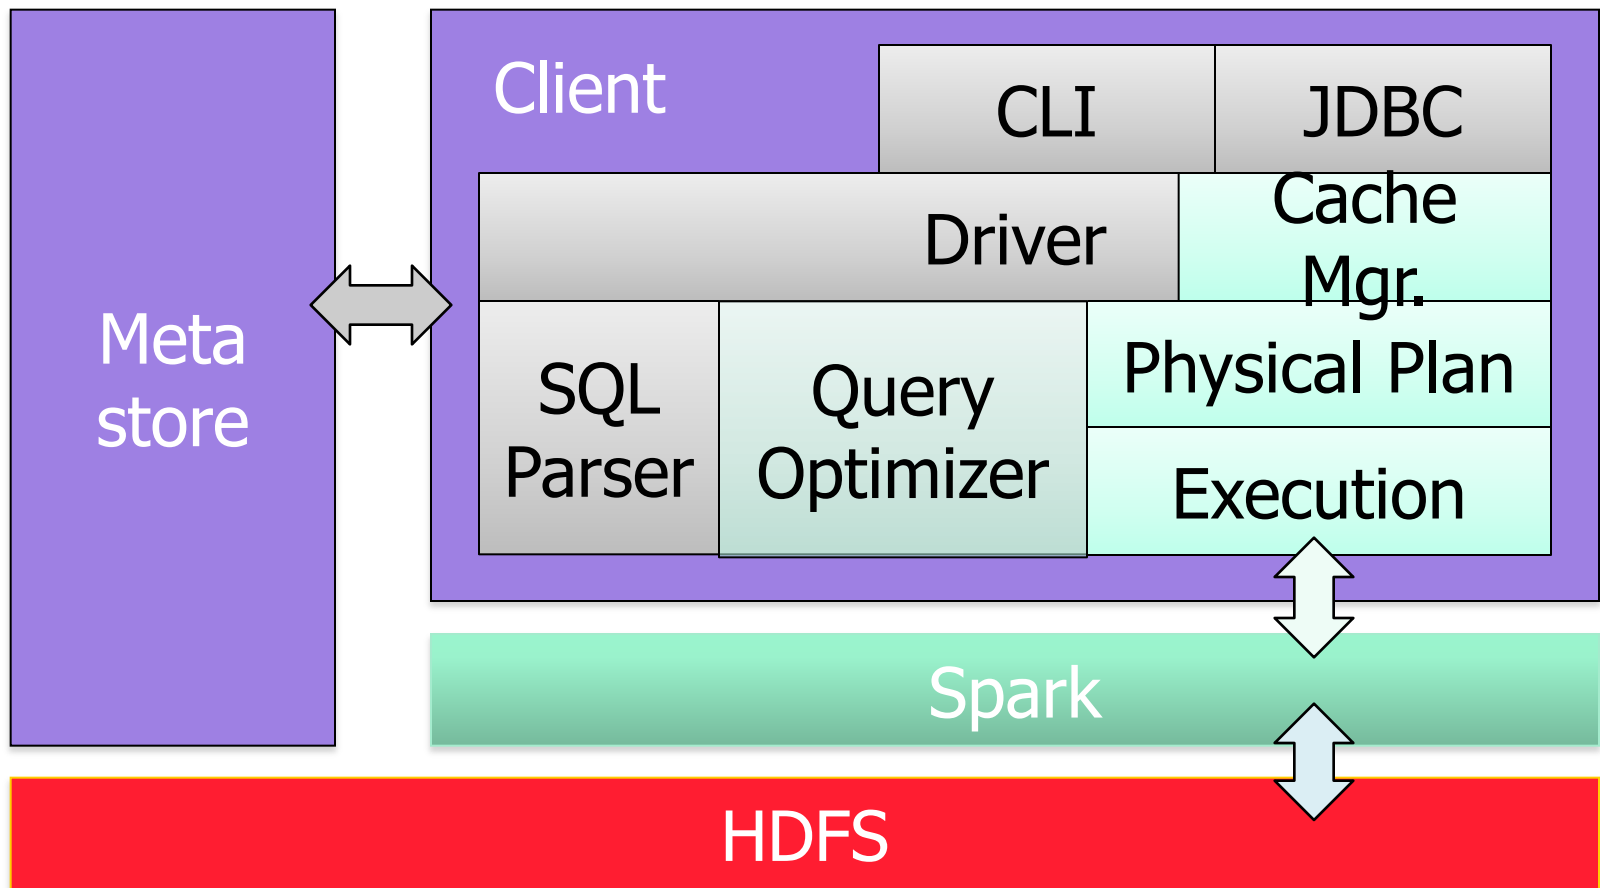 Client
CLI
JDBC
Cache
Mgr.
Driver
Meta
store
SQL
Parser
Query
Optimizer
Physical Plan
Execution
Spark
HDFS